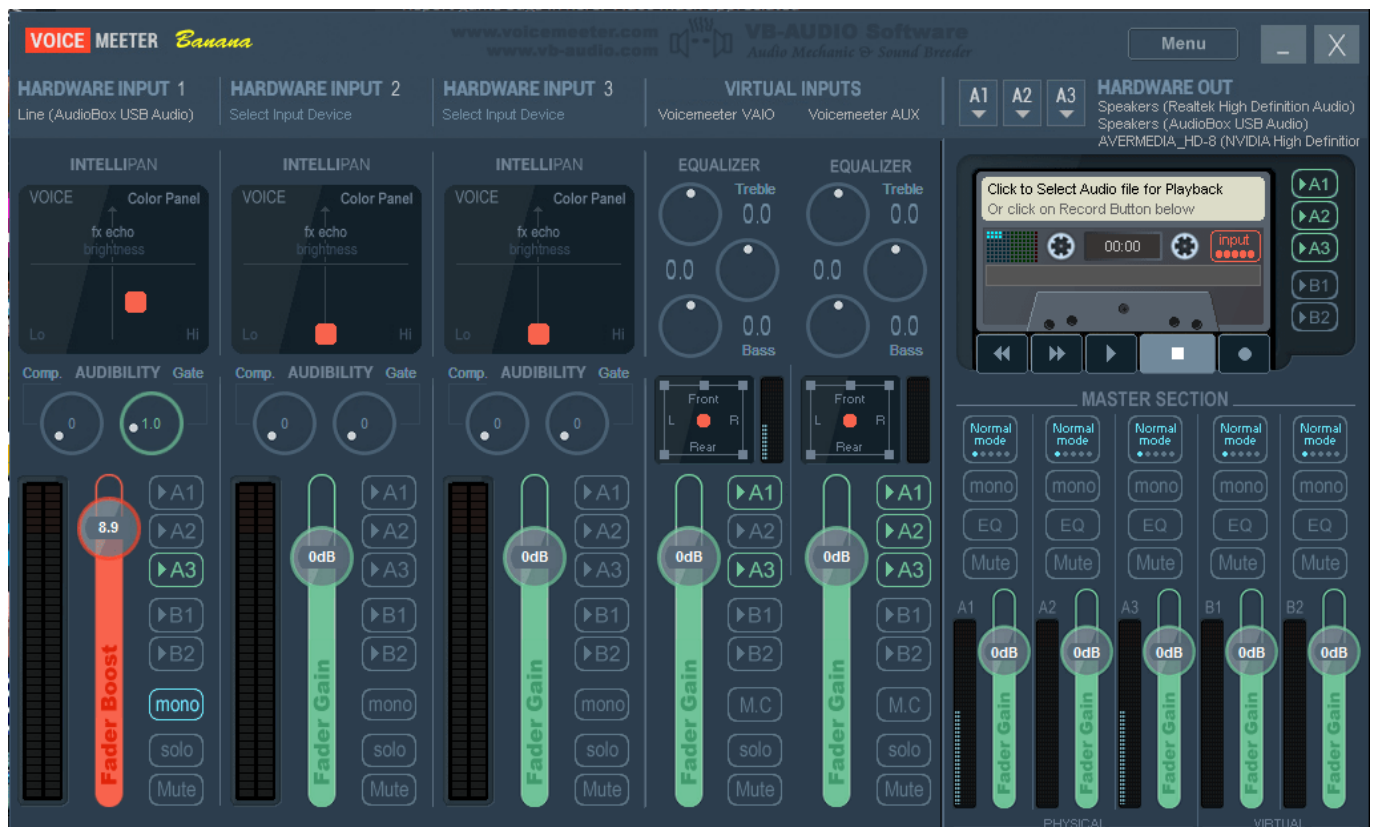 VOICE MEETER Banana
www.voicemeeter.com
www.vb-audio.com
VB-AUDIO Software
Audio Mechanic & Sound Breeder
Menu
_ X
HARDWARE INPUT 1
Line (AudioBox USB Audio)
HARDWARE INPUT 2
Select Input Device
HARDWARE INPUT 3
Select Input Device
VIRTUAL INPUTS
Voicemeeter VAIO
Voicemeeter AUX
A1 A2 A3
HARDWARE OUT
Speakers (Realtek High Definition Audio)
Speakers (AudioBox USB Audio)
AVERMEDIA_HD-8 (NVIDIA High Definition
INTELLIPAN
VOICE Color Panel
fx echo
brightness
Lo Hi
Comp. AUDIBILITY Gate
0 1.0
INTELLIPAN
VOICE Color Panel
fx echo
brightness
Lo Hi
Comp. AUDIBILITY Gate
0 0
INTELLIPAN
VOICE Color Panel
fx echo
brightness
Lo Hi
Comp. AUDIBILITY Gate
0 0
EQUALIZER
Treble
0.0
0.0
0.0
Bass
Front
L R
Rear
EQUALIZER
Treble
0.0
0.0
0.0
Bass
Front
L R
Rear
Click to Select Audio file for Playback
Or click on Record Button below
00:00
input
A1
A2
A3
B1
B2
8.9
Fader Boost
A1
A2
A3
B1
B2
mono
solo
Mute
0dB
Fader Gain
A1
A2
A3
B1
B2
mono
solo
Mute
0dB
Fader Gain
A1
A2
A3
B1
B2
mono
solo
Mute
0dB
Fader Gain
A1
A2
A3
B1
B2
M.C
solo
Mute
0dB
Fader Gain
A1
A2
A3
B1
B2
M.C
solo
Mute
MASTER SECTION
Normal mode
Normal mode
Normal mode
Normal mode
Normal mode
mono mono mono mono mono
EQ EQ EQ EQ EQ
Mute Mute Mute Mute Mute
A1 A2 A3 B1 B2
0dB 0dB 0dB 0dB 0dB
Fader Gain
Fader Gain
Fader Gain
Fader Gain
Fader Gain
PHYSICAL
VIRTUAL